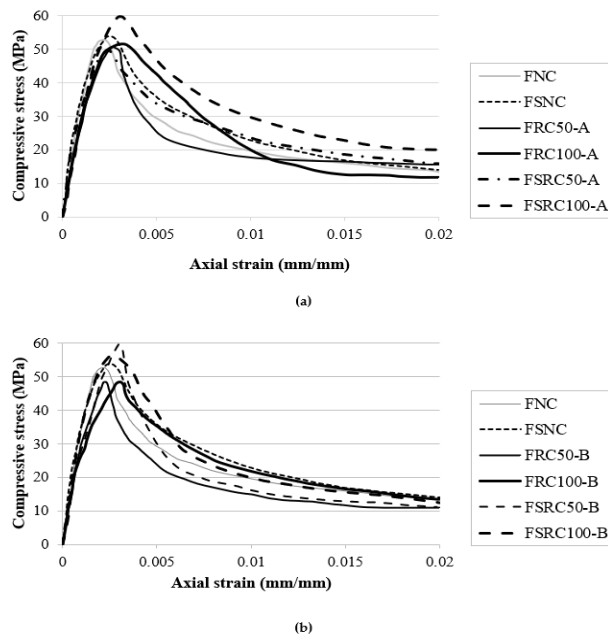 60
50
40
30
20
10
0
Compressive stress (MPa)
0
0.005
0.01
0.015
0.02
Axial strain (mm/mm)
FNC
FSNC
FRC50-A
FRC100-A
FSRC50-A
FSRC100-A
(a)
60
50
40
30
20
10
0
Compressive stress (MPa)
0
0.005
0.01
0.015
0.02
Axial strain (mm/mm)
FNC
FSNC
FRC50-B
FRC100-B
FSRC50-B
FSRC100-B
(b)